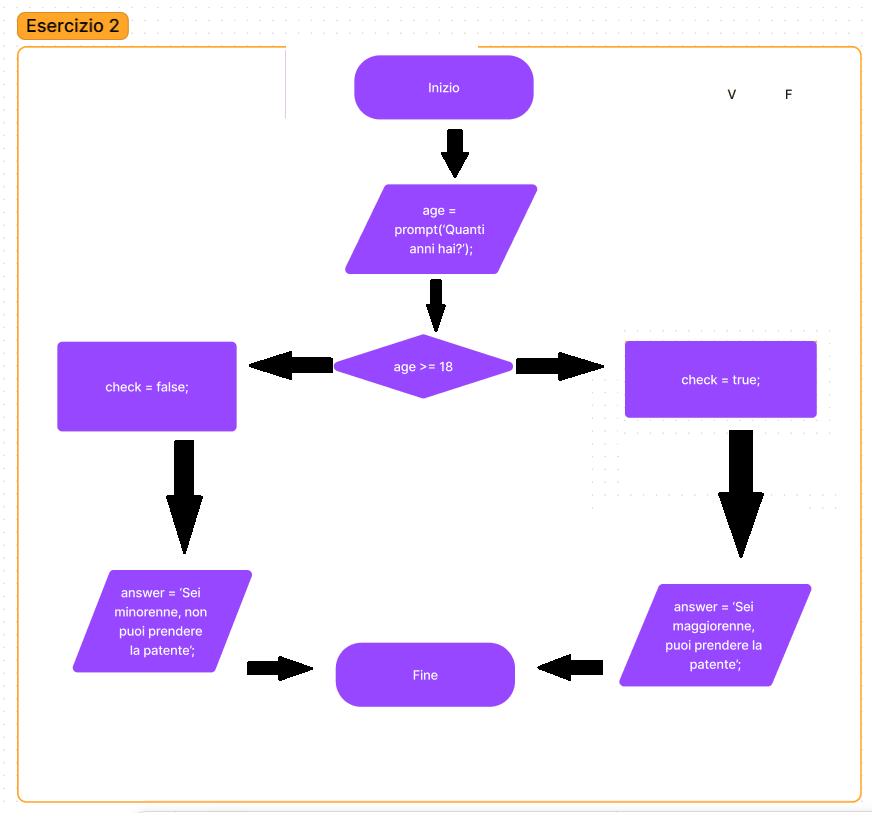 Esercizio 2
Inizio
V
F
age =
prompt('Quanti
anni hai?');
age >= 18
check = false;
check = true;
answer = 'Sei
minorenne, non
puoi prendere
la patente';
answer = 'Sei
maggiorenne,
puoi prendere la
patente';
Fine